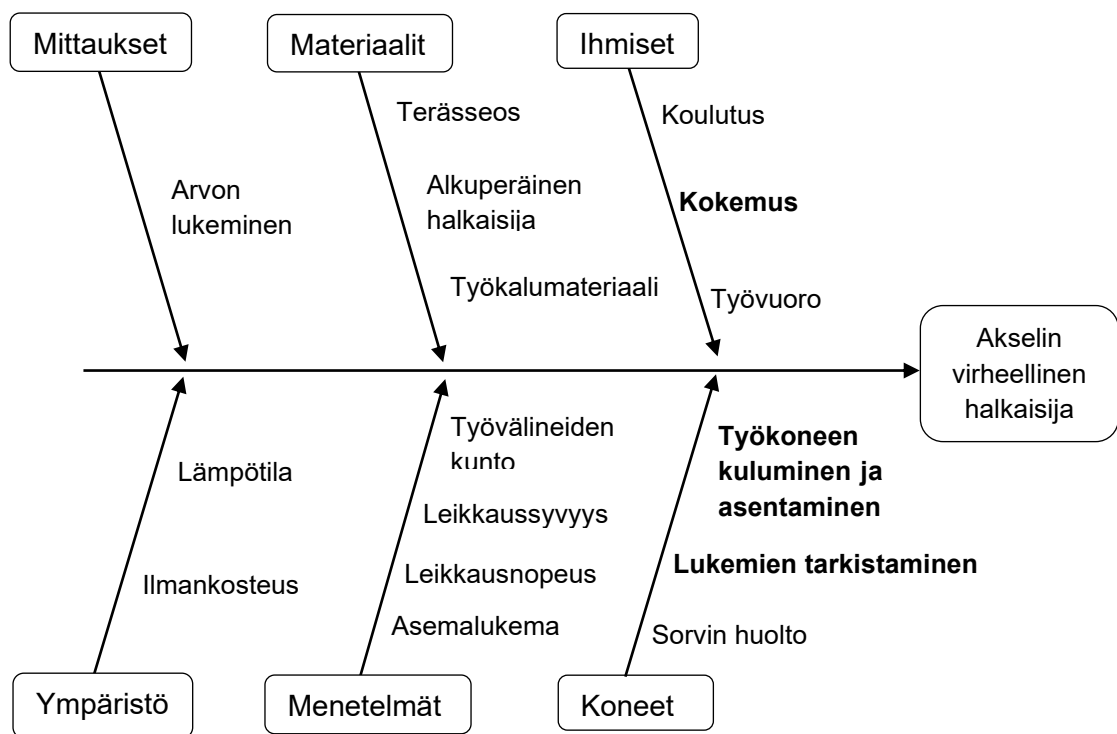 Mittaukset
Materiaalit
Ihmiset
Terässeos
Koulutus
Arvon
lukeminen
Alkuperäinen
halkaisija
Kokemus
Työkalumateriaali
Työvuoro
Akselin
virheellinen
halkaisija
Lämpötila
Ilmankosteus
Työvälineiden
kunto
Leikkaussyvyys
Leikkausnopeus
Asemalukema
Työkoneen
kuluminen ja
asentaminen
Lukemien tarkistaminen
Sorvin huolto
Ympäristö
Menetelmät
Koneet